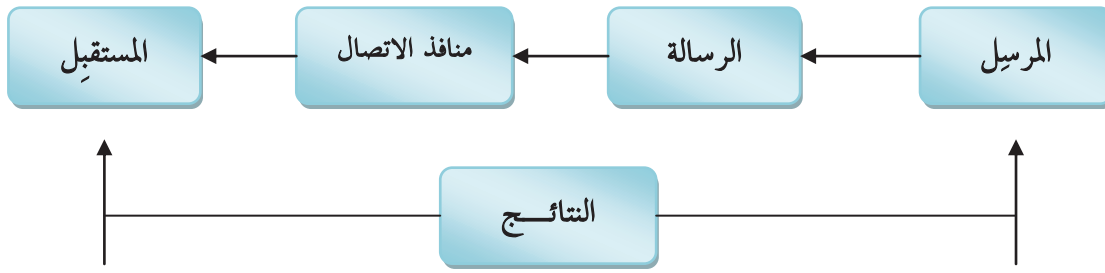 المرسِل
الرسالة
منافذ الاتصال
المستقبِل
النتائـــج